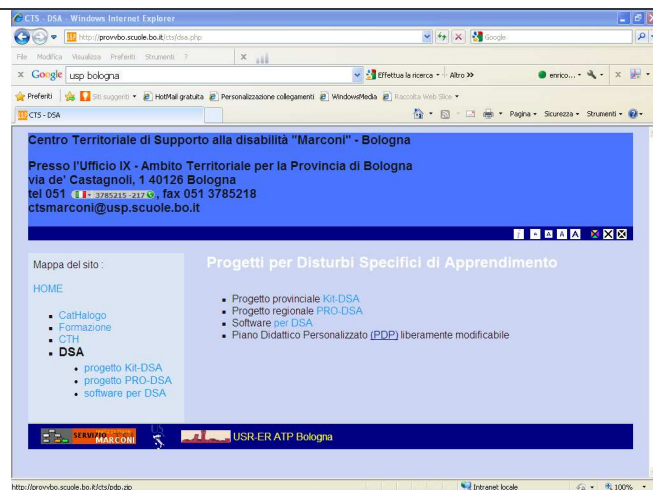 CTS - DSA - Windows Internet Explorer
http://provvbo.scuole.bo.it/cts/dsa.php
Google
File Modifica Visualizza Preferiti Strumenti ?
Google usp bologna Effettua la ricerca Altro >> enrico...
Preferiti Siti suggeriti HotMail gratuita Personalizzazione collegamenti WindowsMedia Raccolta Web Slice
CTS - DSA Pagina Sicurezza Strumenti
Centro Territoriale di Supporto alla disabilità "Marconi" - Bologna
Presso l'Ufficio IX - Ambito Territoriale per la Provincia di Bologna
via de' Castagnoli, 1 40126 Bologna
tel 051 3785215 -217, fax 051 3785218
ctsmarconi@usp.scuole.bo.it
A A A
Mappa del sito :
HOME
CatHalogo
Formazione
CTH
DSA
progetto Kit-DSA
progetto PRO-DSA
software per DSA
Progetti per Disturbi Specifici di Apprendimento
Progetto provinciale Kit-DSA
Progetto regionale PRO-DSA
Software per DSA
Piano Didattico Personalizzato (PDP) liberamente modificabile
SERVIZIO MARCONI
USR-ER ATP Bologna
http://provvbo.scuole.bo.it/cts/pdp.zip Intranet locale 100%